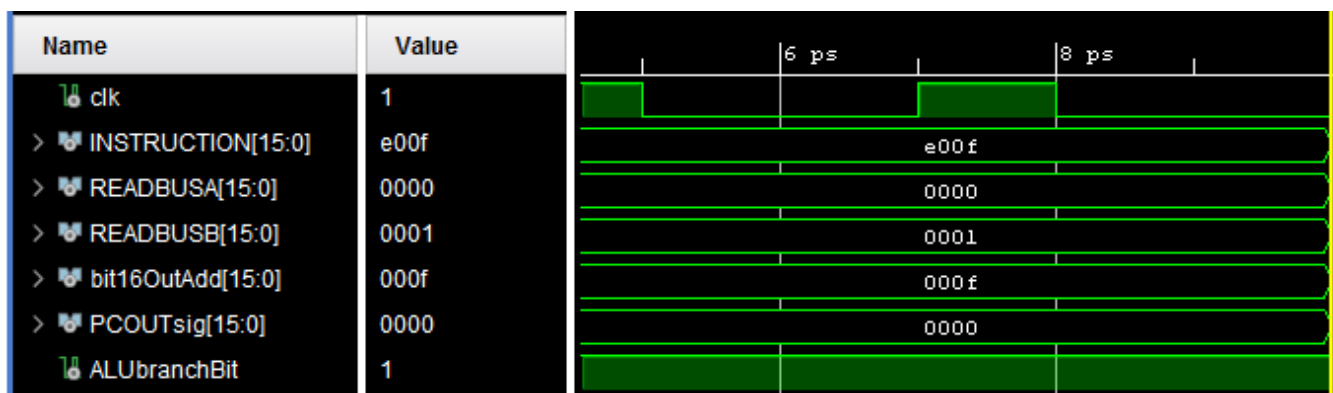 Name Value 6 ps 8 ps
clk 1
> INSTRUCTION[15:0] e00f e00f
> READBUSA[15:0] 0000 0000
> READBUSB[15:0] 0001 0001
> bit16OutAdd[15:0] 000f 000f
> PCOUTsig[15:0] 0000 0000
ALUbranchBit 1